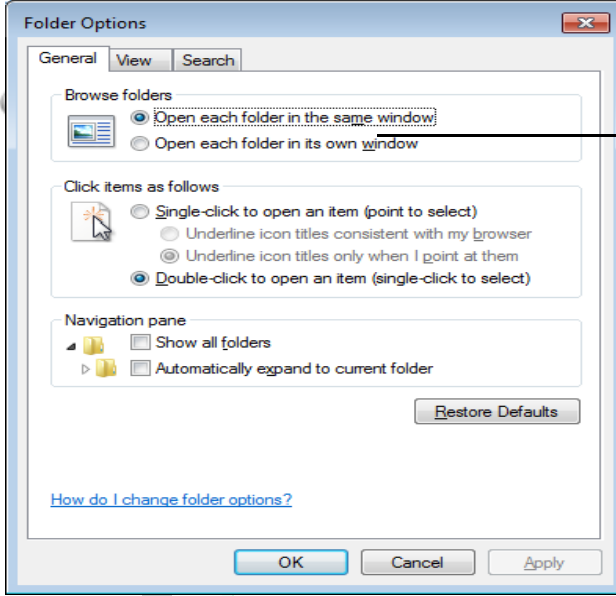 Folder Options
General View Search
Browse folders
Open each folder in the same window
Open each folder in its own window
Click items as follows
Single-click to open an item (point to select)
Underline icon titles consistent with my browser
Underline icon titles only when I point at them
Double-click to open an item (single-click to select)
Navigation pane
Show all folders
Automatically expand to current folder
Restore Defaults
How do I change folder options?
OK Cancel Apply